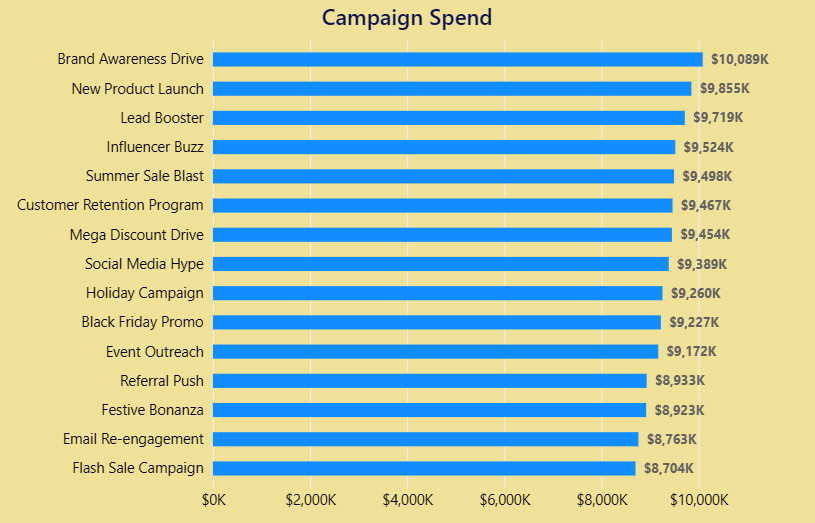 Campaign Spend
Brand Awareness Drive $10,089K
New Product Launch $9,855K
Lead Booster $9,719K
Influencer Buzz $9,524K
Summer Sale Blast $9,498K
Customer Retention Program $9,467K
Mega Discount Drive $9,454K
Social Media Hype $9,389K
Holiday Campaign $9,260K
Black Friday Promo $9,227K
Event Outreach $9,172K
Referral Push $8,933K
Festive Bonanza $8,923K
Email Re-engagement $8,763K
Flash Sale Campaign $8,704K
$0K $2,000K $4,000K $6,000K $8,000K $10,000K